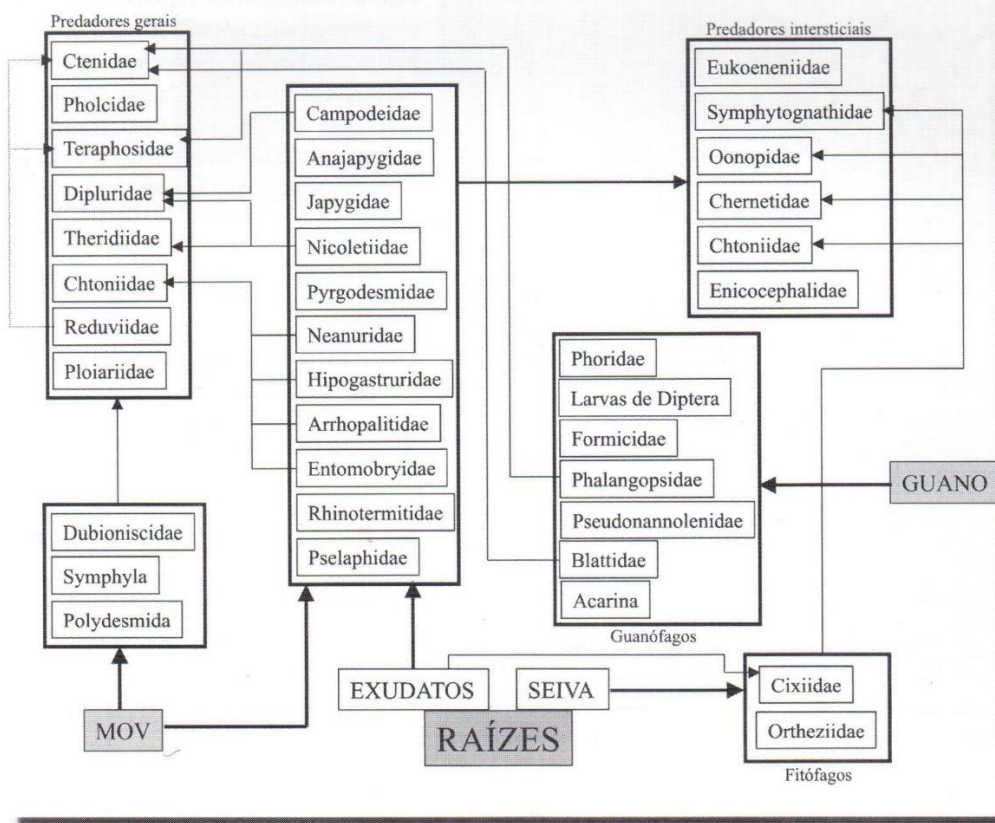 Predadores gerais
Ctenidae
Pholcidae
Teraphosidae
Dipluridae
Theridiidae
Chtoniidae
Reduviidae
Ploiariidae
Campodeidae
Anajapygidae
Japygidae
Nicoletiidae
Pyrgodesmidae
Neanuridae
Hipogastruridae
Arrhopalitidae
Entomobryidae
Rhinotermitidae
Pselaphidae
Predadores intersticiais
Eukoeneniidae
Symphytognathidae
Oonopidae
Chernetidae
Chtoniidae
Enicocephalidae
Phoridae
Larvas de Diptera
Formicidae
Phalangopsidae
Pseudonannolenidae
Blattidae
Acarina
Guanófagos
GUANO
Dubioniscidae
Symphyla
Polydesmida
MOV
EXUDATOS
SEIVA
RAÍZES
Cixiidae
Ortheziidae
Fitófagos